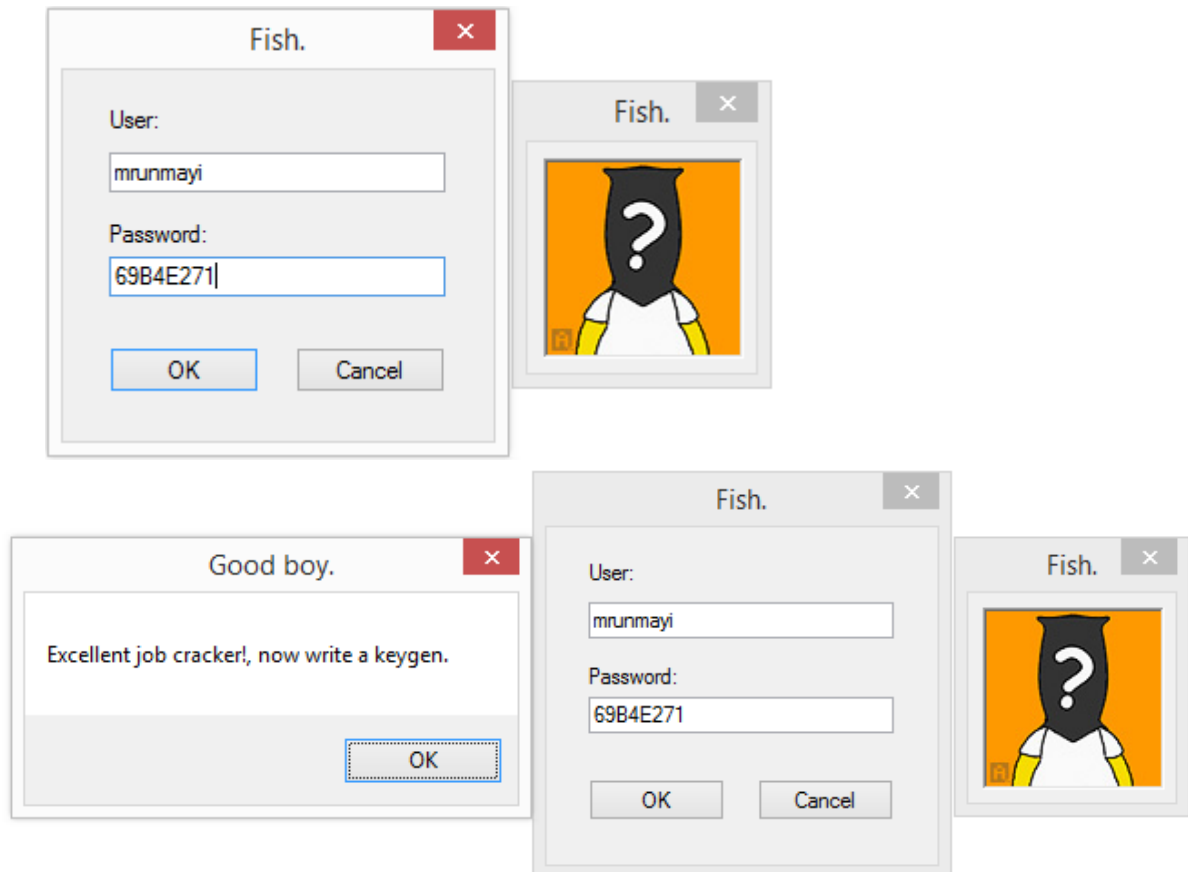 Fish.
User:
mrunmayi
Password:
69B4E271
OK Cancel
Fish.
?
Good boy.
Excellent job cracker!, now write a keygen.
OK
Fish.
User:
mrunmayi
Password:
69B4E271
OK Cancel
Fish.
?